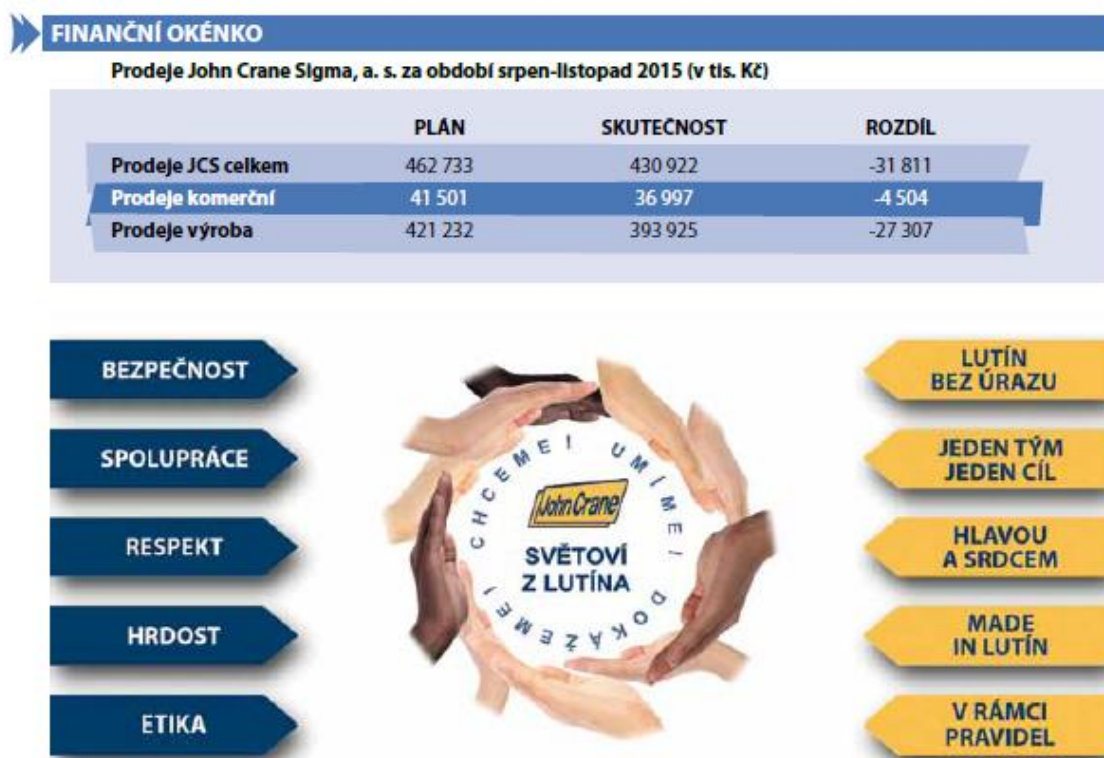 FINANČNÍ OKÉNKO
Prodeje John Crane Sigma, a. s. za období srpen-listopad 2015 (v tis. Kč)
PLÁN SKUTEČNOST ROZDÍL
Prodeje JCS celkem 462 733 430 922 -31 811
Prodeje komerční 41 501 36 997 -4 504
Prodeje výroba 421 232 393 925 -27 307
BEZPEČNOST
SPOLUPRÁCE
RESPEKT
HRDOST
ETIKA
CHCEME! UMÍME! DOKÁŽEME!
John Crane
SVĚTOVÍ
Z LUTÍNA
LUTÍN
BEZ ÚRAZU
JEDEN TÝM
JEDEN CÍL
HLAVOU
A SRDCEM
MADE
IN LUTÍN
V RÁMCI
PRAVIDEL